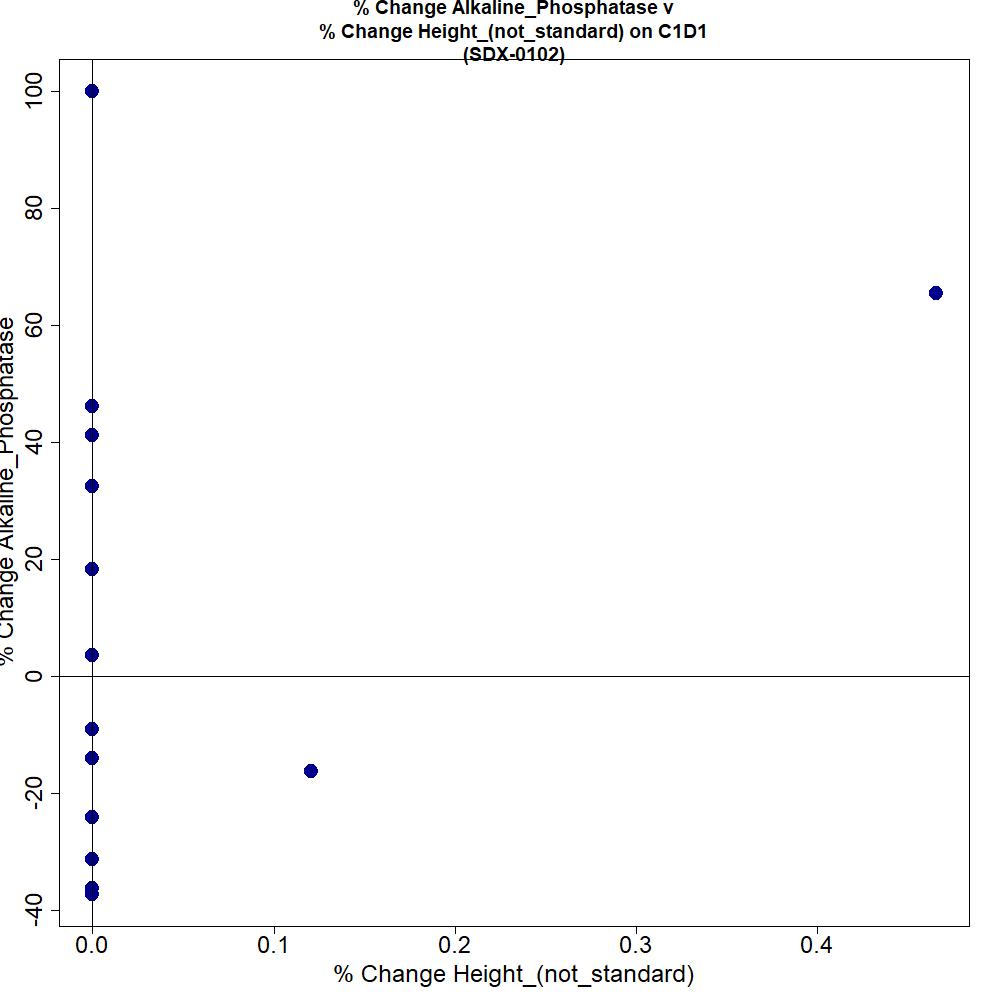 % Change Alkaline_Phosphatase v
% Change Height_(not_standard) on C1D1
(SDX-0102)
% Change Alkaline_Phosphatase
100
80
60
40
20
0
-20
-40
0.0 0.1 0.2 0.3 0.4
% Change Height_(not_standard)